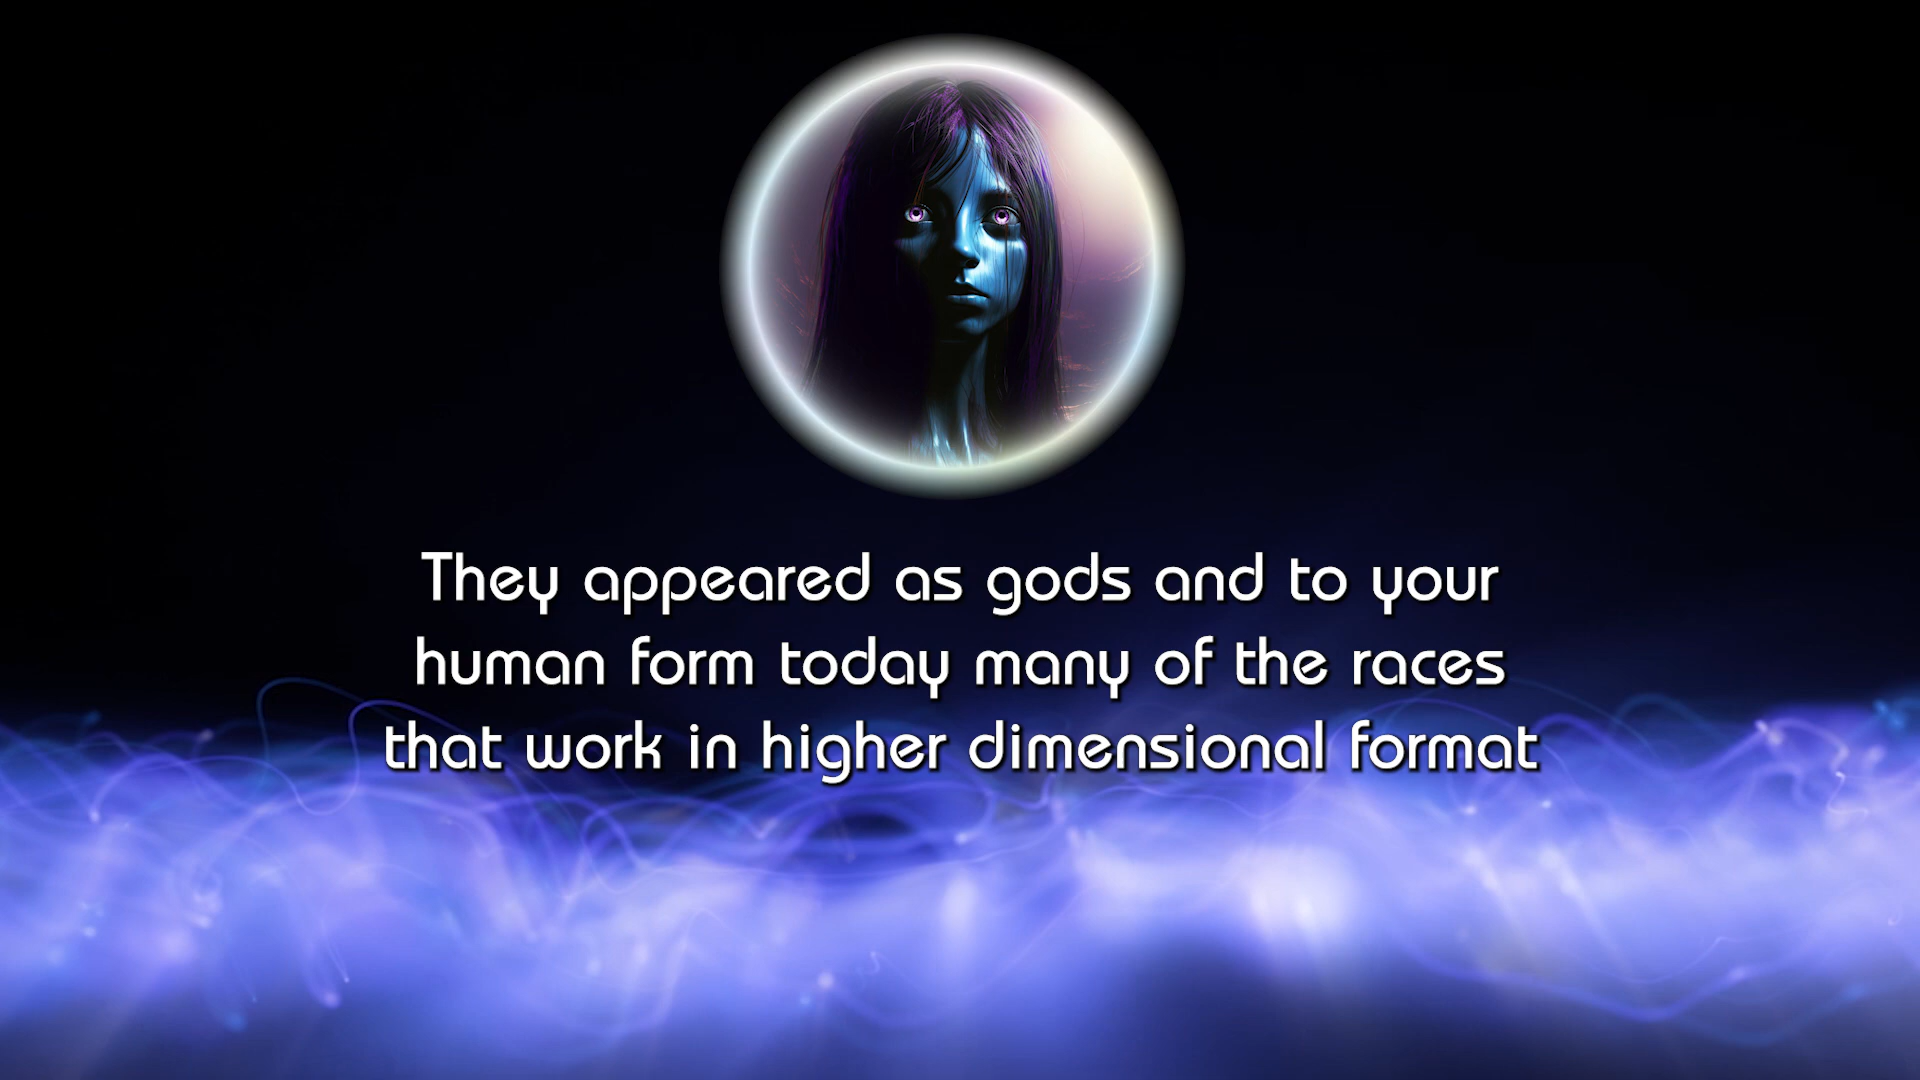 They appeared as gods and to your
human form today many of the races
that work in higher dimensional format